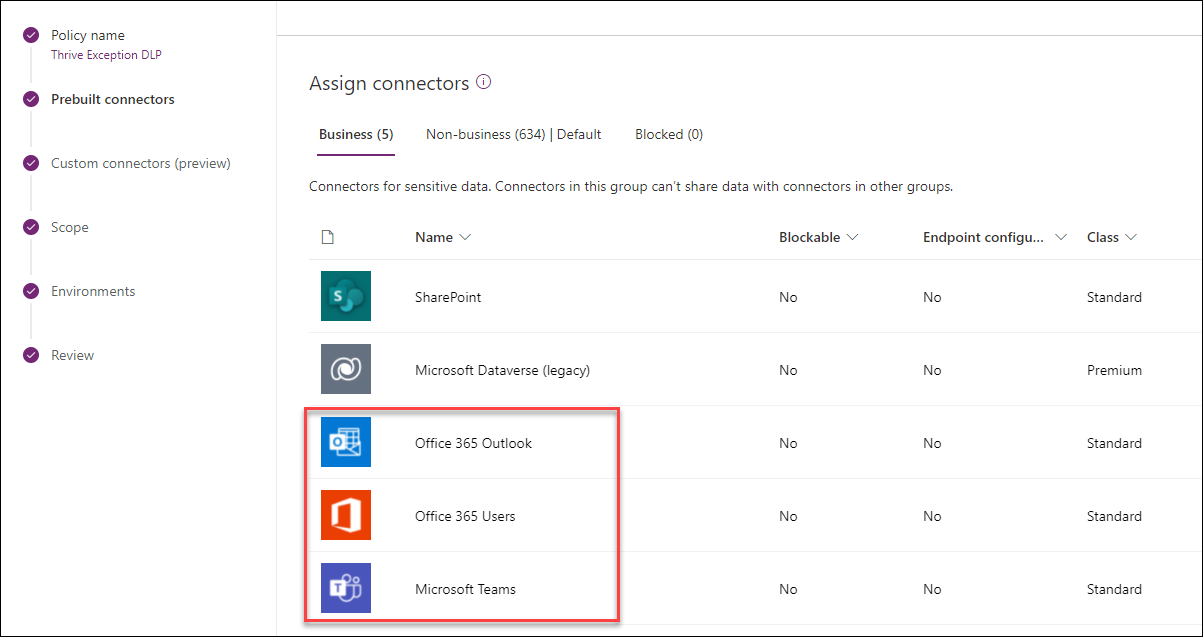 Policy name
Thrive Exception DLP
Prebuilt connectors
Custom connectors (preview)
Scope
Environments
Review
Assign connectors
Business (5) Non-business (634) | Default Blocked (0)
Connectors for sensitive data. Connectors in this group can't share data with connectors in other groups.
Name Blockable Endpoint configu... Class
SharePoint No No Standard
Microsoft Dataverse (legacy) No No Premium
Office 365 Outlook No No Standard
Office 365 Users No No Standard
Microsoft Teams No No Standard